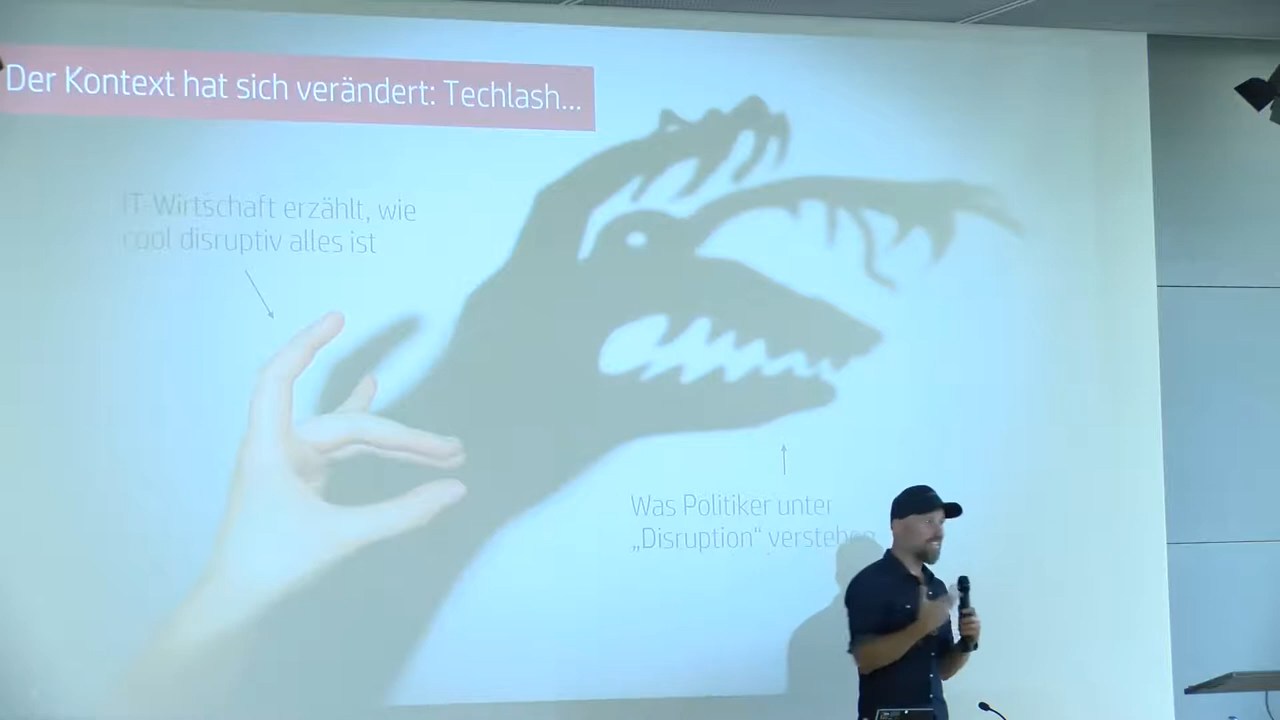 Der Kontext hat sich verändert: Techlash...
IT-Wirtschaft erzählt, wie
cool disruptiv alles ist
Was Politiker unter
„Disruption“ verstehen